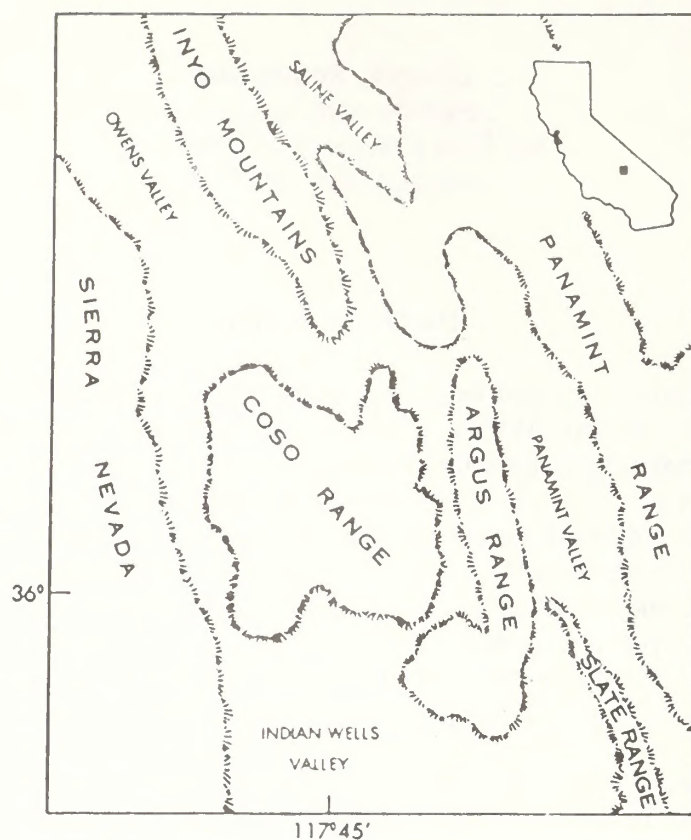 INYO MOUNTAINS
SALINE VALLEY
OWENS VALLEY
SIERRA NEVADA
PANAMINT RANGE
COSO RANGE
ARGUS RANGE
PANAMINT VALLEY
36°
SLATE RANGE
INDIAN WELLS
VALLEY
117°45'